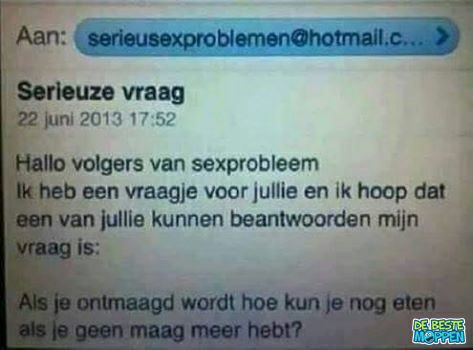 Aan: serieusexproblemen@hotmail.c...
Serieuze vraag
22 juni 2013 17:52
Hallo volgers van sexprobleem
Ik heb een vraagje voor jullie en ik hoop dat
een van jullie kunnen beantwoorden mijn
vraag is:
Als je ontmaagd wordt hoe kun je nog eten
als je geen maag meer hebt?
DE BESTE
MOPPEN